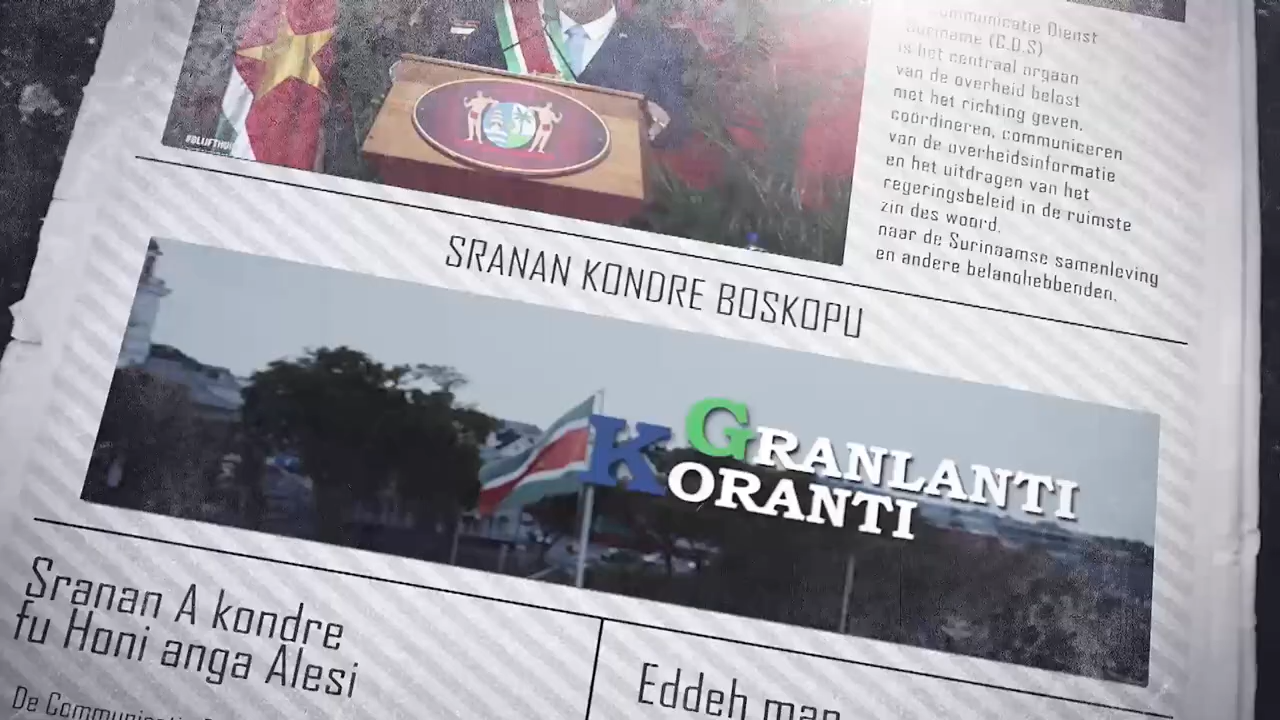 Communicatie Dienst
Suriname (C.D.S)
is het centraal orgaan
van de overheid belast
met het richting geven,
coördineren, communiceren
van de overheidsinformatie
en het uitdragen van het
regeringsbeleid in de ruimste
zin des woord.
naar de Surinaamse samenleving
en andere belanghebbenden.
SRANAN KONDRE BOSKOPU
GRANLANTI
KORANTI
Sranan A kondre
fu Honi anga Alesi
De
Eddeh man